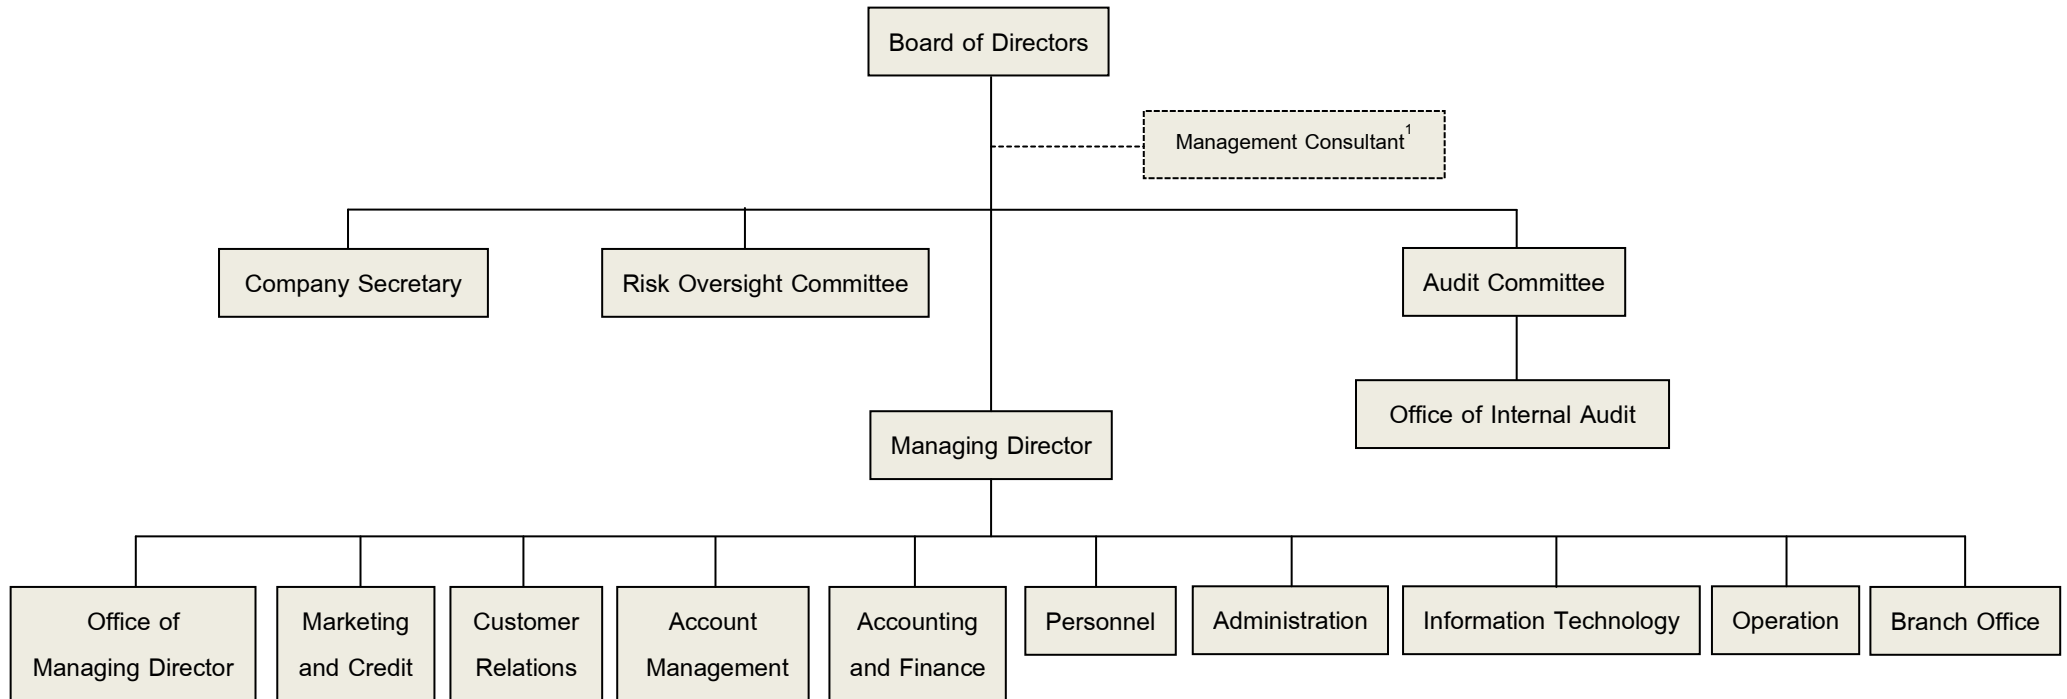 Board of Directors
Management Consultant1
Company Secretary
Risk Oversight Committee
Audit Committee
Office of Internal Audit
Managing Director
Office of
Managing Director
Marketing
and Credit
Customer
Relations
Account
Management
Accounting
and Finance
Personnel
Administration
Information Technology
Operation
Branch Office